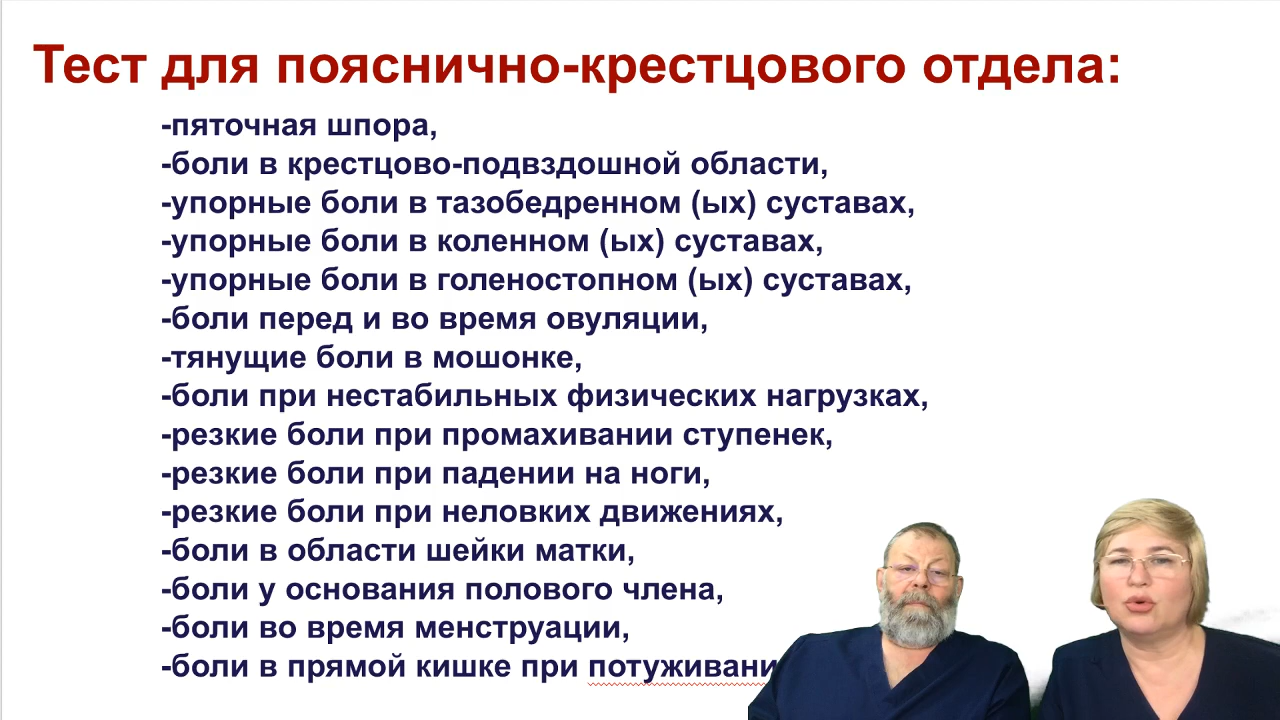 Тест для пояснично-крестцового отдела:
-пяточная шпора,
-боли в крестцово-подвздошной области,
-упорные боли в тазобедренном (ых) суставах,
-упорные боли в коленном (ых) суставах,
-упорные боли в голеностопном (ых) суставах,
-боли перед и во время овуляции,
-тянущие боли в мошонке,
-боли при нестабильных физических нагрузках,
-резкие боли при промахивании ступенек,
-резкие боли при падении на ноги,
-резкие боли при неловких движениях,
-боли в области шейки матки,
-боли у основания полового члена,
-боли во время менструации,
-боли в прямой кишке при